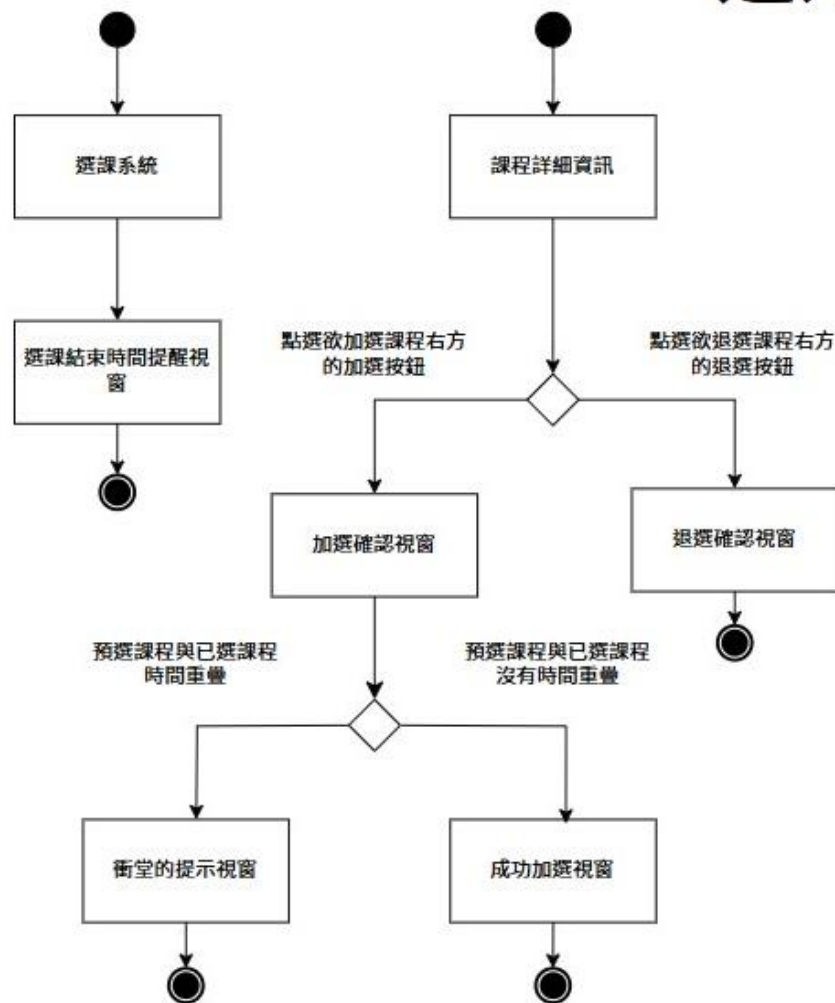 選課系統
課程詳細資訊
選課結束時間提醒視
窗
點選欲加選課程右方
的加選按鈕
點選欲退選課程右方
的退選按鈕
加選確認視窗
退選確認視窗
預選課程與已選課程
時間重疊
預選課程與已選課程
沒有時間重疊
衝堂的提示視窗
成功加選視窗